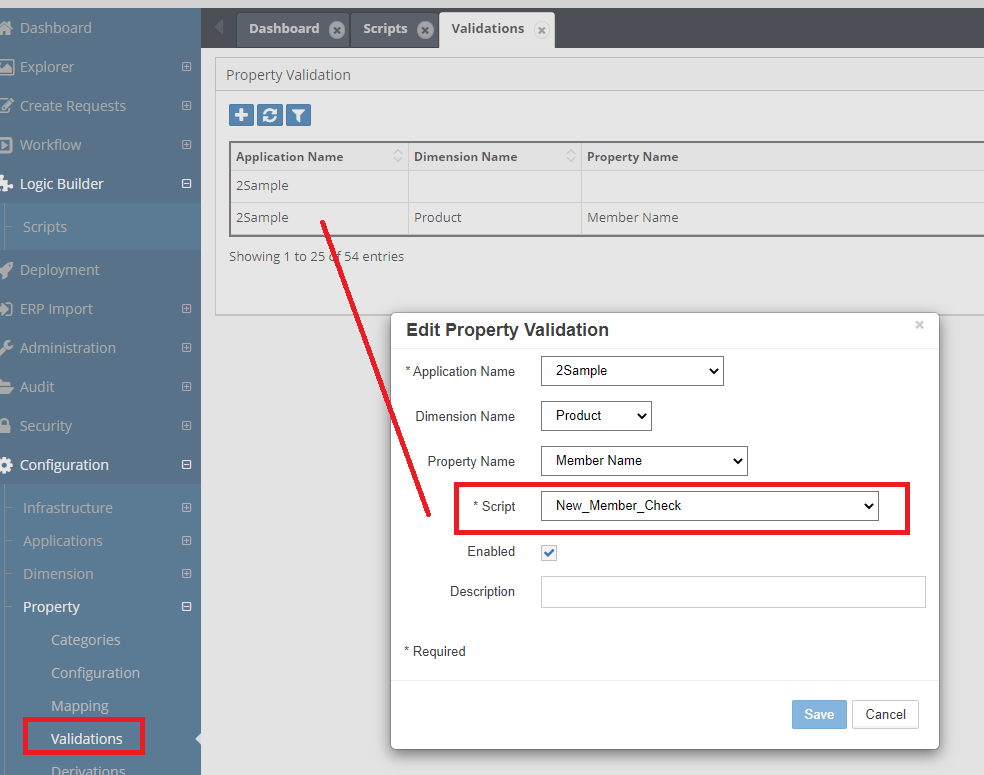 Dashboard
Explorer
Create Requests
Workflow
Logic Builder
Scripts
Deployment
ERP Import
Administration
Audit
Security
Configuration
Infrastructure
Applications
Dimension
Property
Categories
Configuration
Mapping
Validations
Derivations
Dashboard Scripts Validations
Property Validation
Application Name Dimension Name Property Name
2Sample
2Sample Product Member Name
Showing 1 to 25 of 54 entries
Edit Property Validation
* Application Name 2Sample
Dimension Name Product
Property Name Member Name
* Script New_Member_Check
Enabled
Description
* Required
Save Cancel